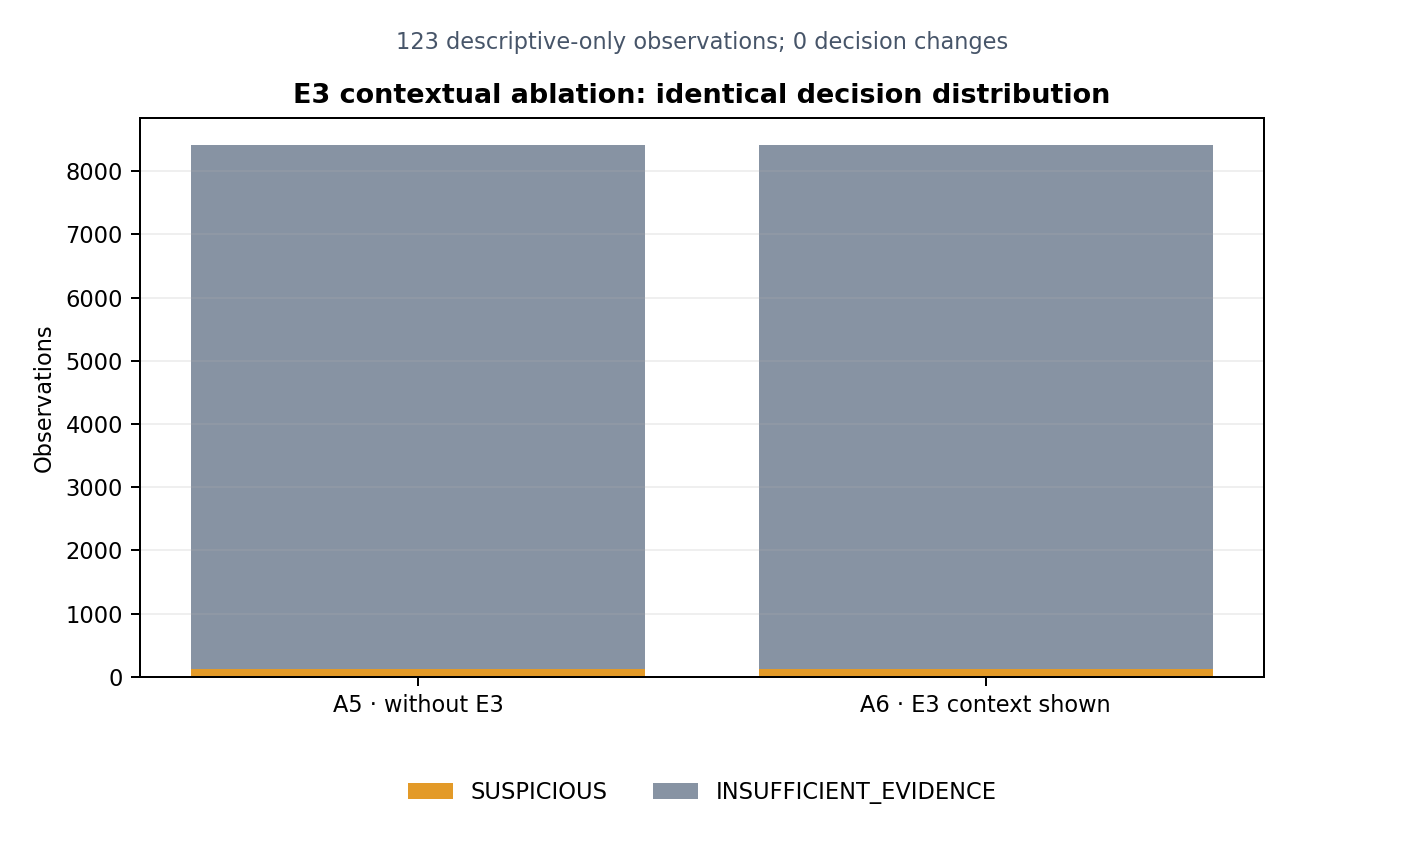 123 descriptive-only observations; 0 decision changes
E3 contextual ablation: identical decision distribution
8000
7000
6000
5000
4000
3000
2000
1000
0
Observations
A5 · without E3
A6 · E3 context shown
SUSPICIOUS
INSUFFICIENT_EVIDENCE